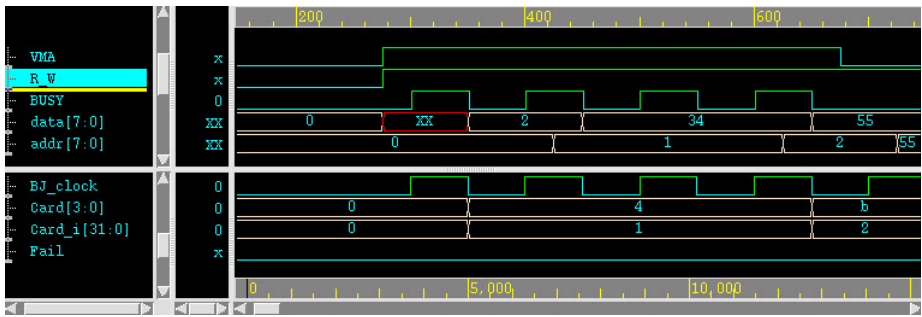 200 400 600
VMA x
R_W x
BUSY 0
data[7:0] XX 0 XX 2 34 55
addr[7:0] XX 0 1 2 55
BJ_clock 0
Card[3:0] 0 0 4 b
Card_i[31:0] 0 0 1 2
Fail x
0 5,000 10,000